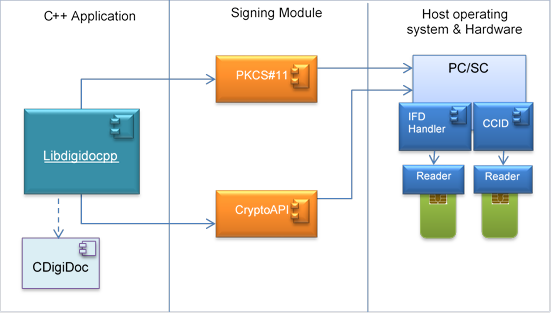 C++ Application
Signing Module
Host operating
system & Hardware
PKCS#11
PC/SC
Libdigidocpp
IFD
Handler
CCID
Reader
Reader
CryptoAPI
CDigiDoc